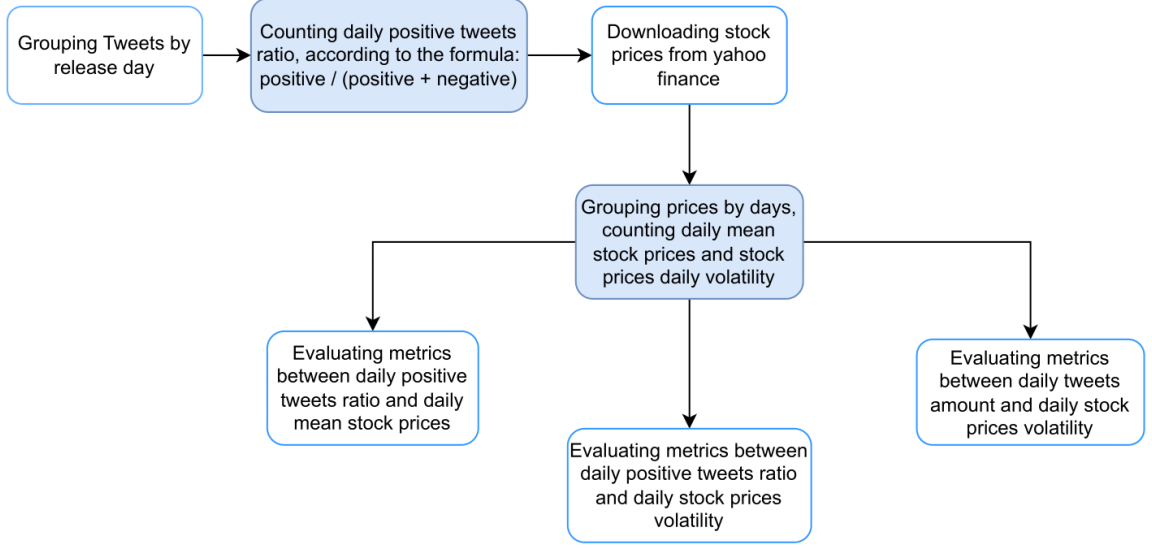 Grouping Tweets by
release day
Counting daily positive tweets
ratio, according to the formula:
positive / (positive + negative)
Downloading stock
prices from yahoo
finance
Grouping prices by days,
counting daily mean
stock prices and stock
prices daily volatility
Evaluating metrics
between daily positive
tweets ratio and daily
mean stock prices
Evaluating metrics between
daily positive tweets ratio
and daily stock prices
volatility
Evaluating metrics
between daily tweets
amount and daily stock
prices volatility